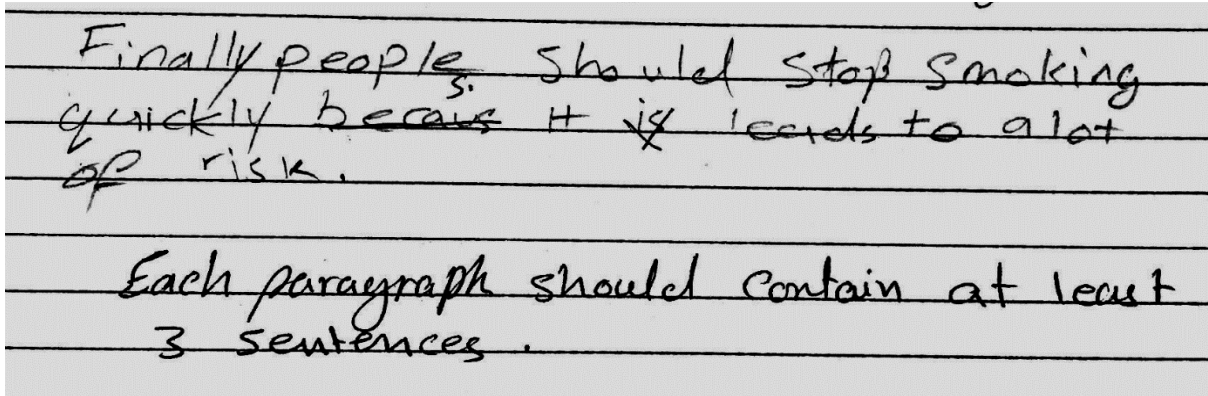 Finally peoples. should stop smoking
quickly becaus it is leads to a lot
of risk.
Each paragraph should contain at least
3 sentences.